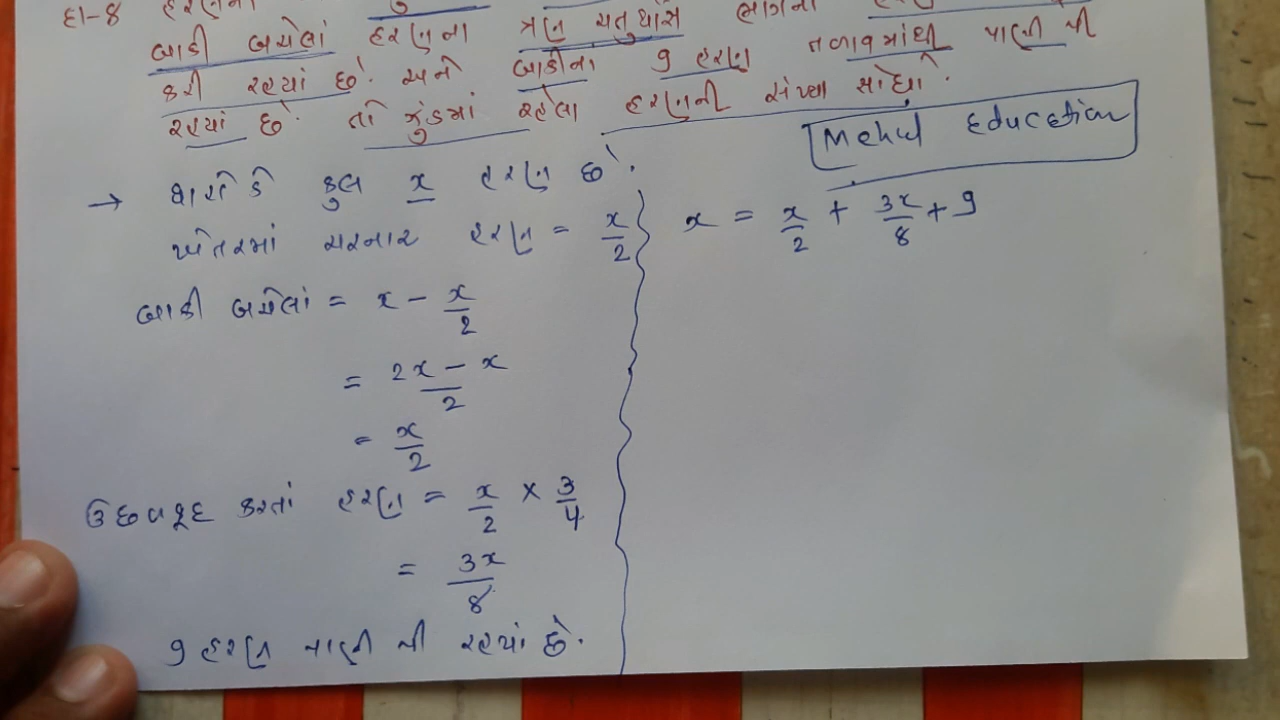 દા-8 હરણના
બાકી બચેલાં હરણના ત્રણ ચતુર્થાંસ ભાગના
કરી રહ્યાં છે. અને બાકીના 9 હરણ તળાવમાંથી પાણી પી
રહ્યાં છે. તો ઝુંડમાં રહેલા હરણની સંખ્યા શોધો.
Mehul Education
→ ધારો કે કુલ x હરણ છે.
ખેતરમાં ચરનાર હરણ = x/2
બાકી બચેલાં = x - x/2
= 2x - x/2
= x/2
ઉછળકૂદ કરતાં હરણ = x/2 × 3/4
= 3x/8
9 હરણ પાણી પી રહ્યાં છે.
x = x/2 + 3x/8 + 9